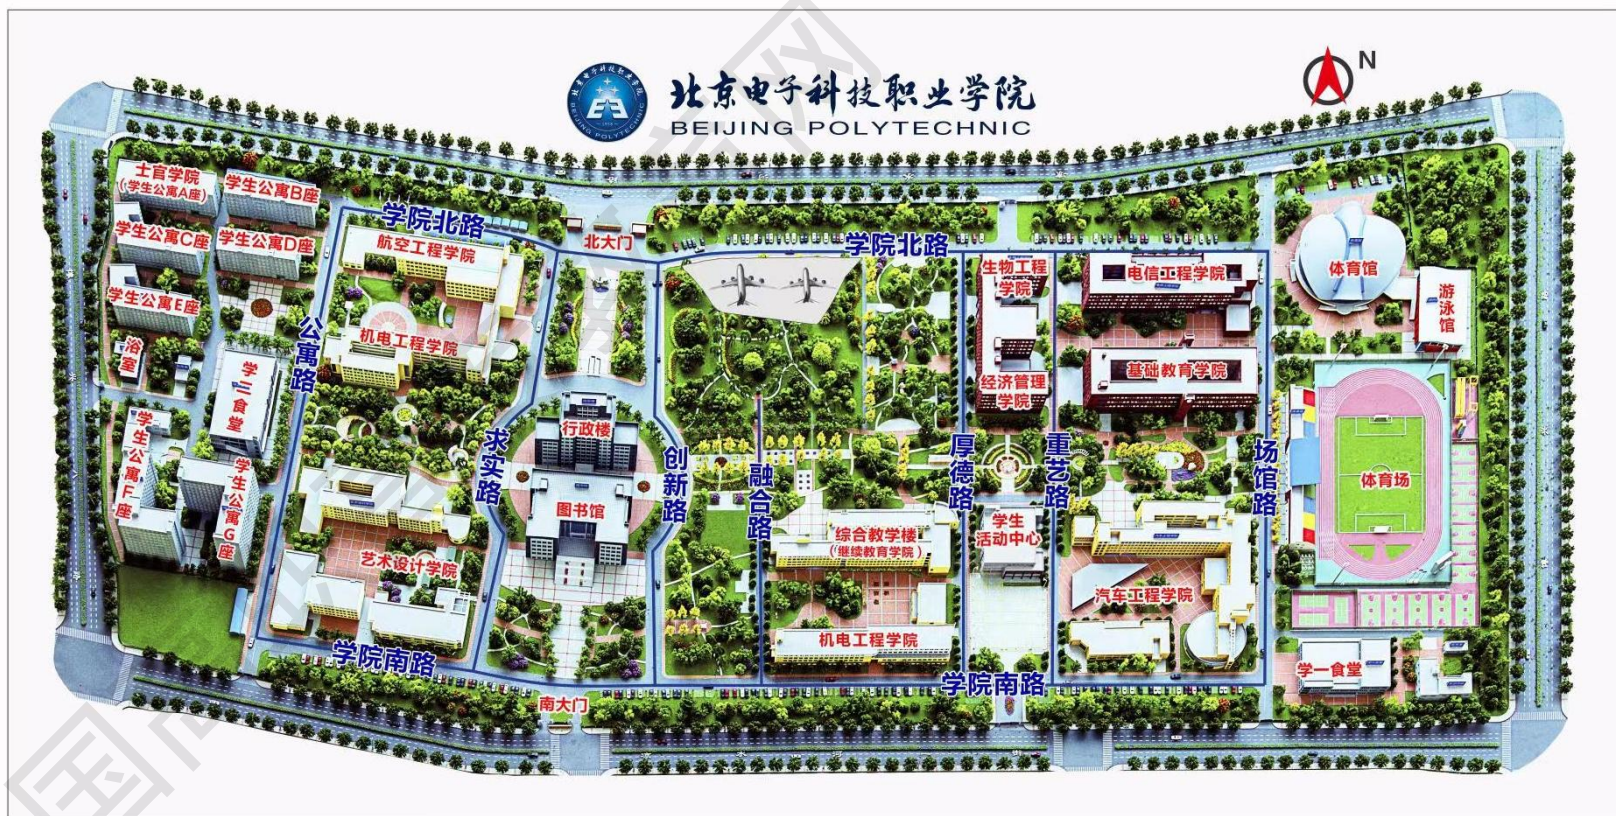 北京电子科技职业学院
BEIJING POLYTECHNIC
N
士官学院
(学生公寓A座)
学生公寓B座
学生公寓C座
学生公寓D座
学生公寓E座
浴室
学三食堂
学生公寓F座
学生公寓G座
公寓路
学院北路
航空工程学院
机电工程学院
艺术设计学院
学院南路
求实路
北大门
行政楼
图书馆
南大门
创新路
融合路
学院北路
综合教学楼
(继续教育学院)
机电工程学院
厚德路
生物工程
学院
经济管理
学院
学生
活动中心
学院南路
重艺路
电信工程学院
基础教育学院
汽车工程学院
场馆路
体育馆
游泳馆
体育场
学一食堂